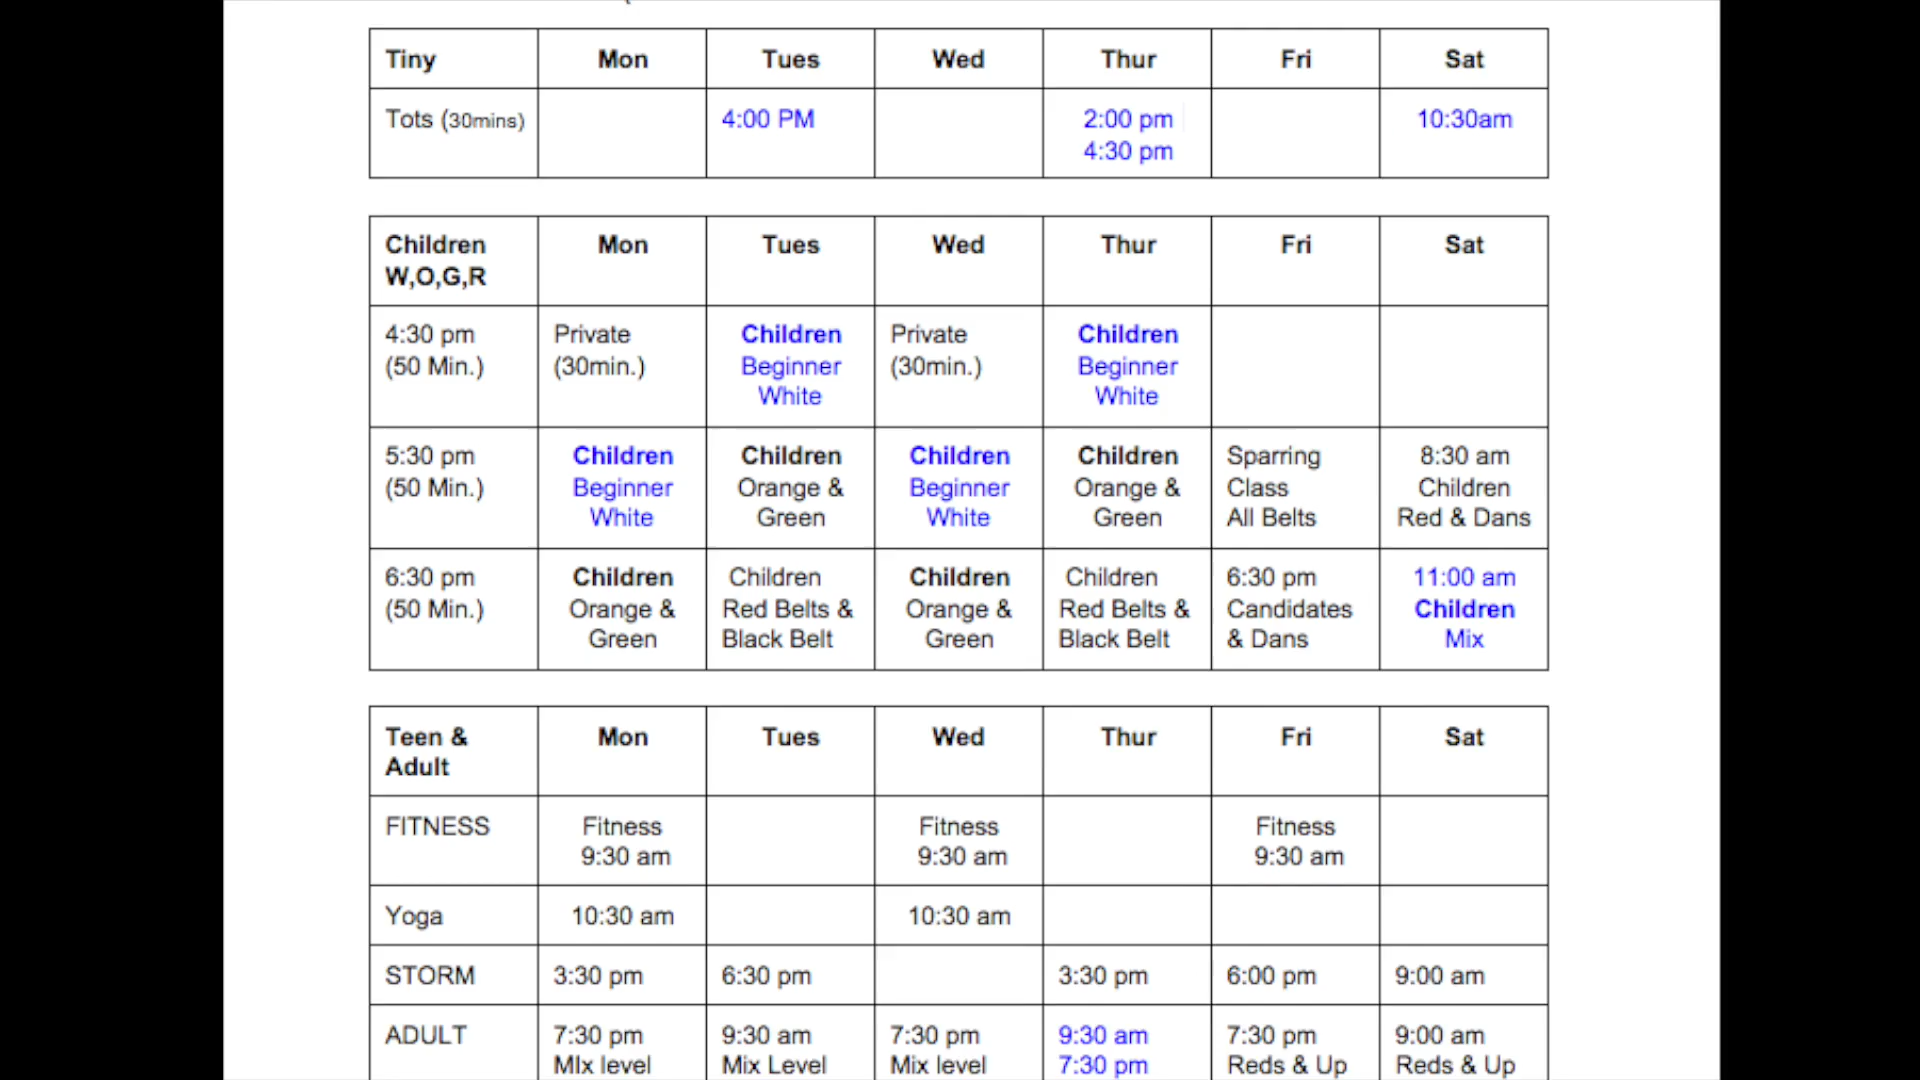 Tiny Mon Tues Wed Thur Fri Sat
Tots (30mins) 4:00 PM 2:00 pm 10:30am
4:30 pm
Children Mon Tues Wed Thur Fri Sat
W,O,G,R
4:30 pm Private Children Private Children
(50 Min.) (30min.) Beginner (30min.) Beginner
White White
5:30 pm Children Children Children Children Sparring 8:30 am
(50 Min.) Beginner Orange & Beginner Orange & Class Children
White Green White Green All Belts Red & Dans
6:30 pm Children Children Children Children 6:30 pm 11:00 am
(50 Min.) Orange & Red Belts & Orange & Red Belts & Candidates Children
Green Black Belt Green Black Belt & Dans Mix
Teen & Mon Tues Wed Thur Fri Sat
Adult
FITNESS Fitness Fitness Fitness
9:30 am 9:30 am 9:30 am
Yoga 10:30 am 10:30 am
STORM 3:30 pm 6:30 pm 3:30 pm 6:00 pm 9:00 am
ADULT 7:30 pm 9:30 am 7:30 pm 9:30 am 7:30 pm 9:00 am
MIx level Mix Level Mix level 7:30 pm Reds & Up Reds & Up